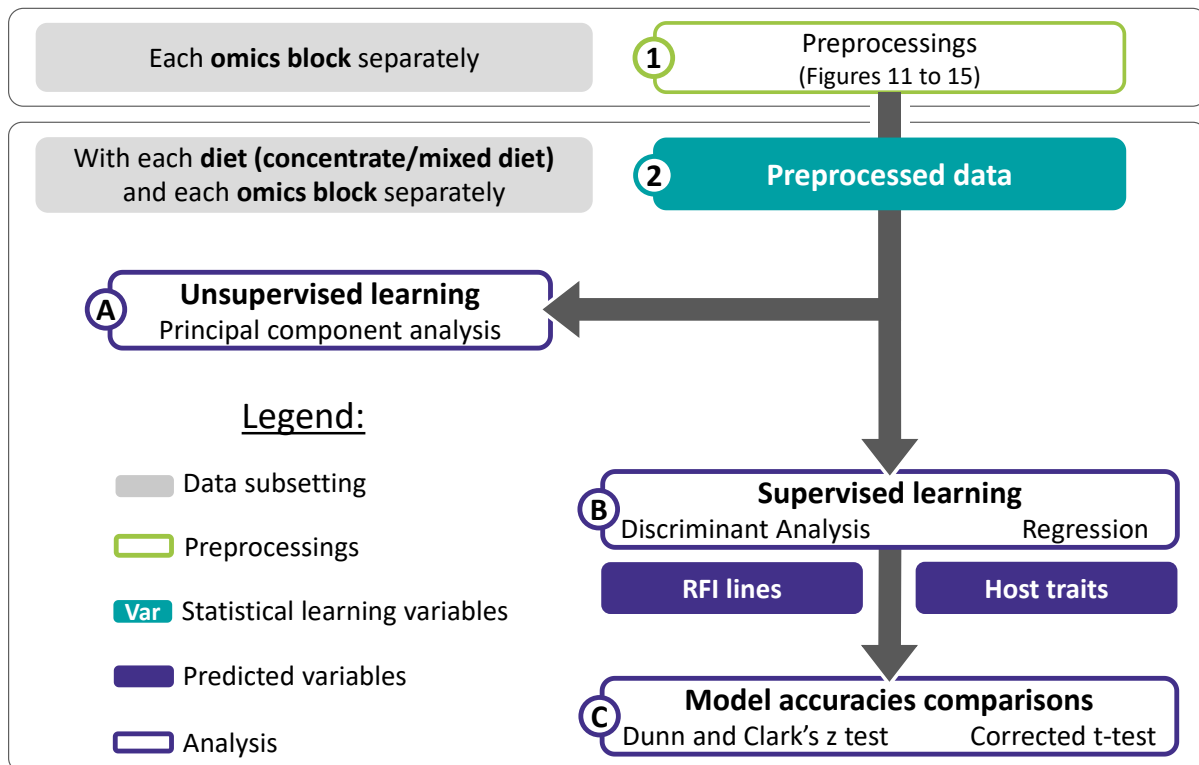 Each omics block separately
1
Preprocessings
(Figures 11 to 15)
With each diet (concentrate/mixed diet)
and each omics block separately
2
Preprocessed data
A
Unsupervised learning
Principal component analysis
Legend:
Data subsetting
Preprocessings
Var Statistical learning variables
Predicted variables
Analysis
B
Supervised learning
Discriminant Analysis Regression
RFI lines
Host traits
C
Model accuracies comparisons
Dunn and Clark's z test Corrected t-test